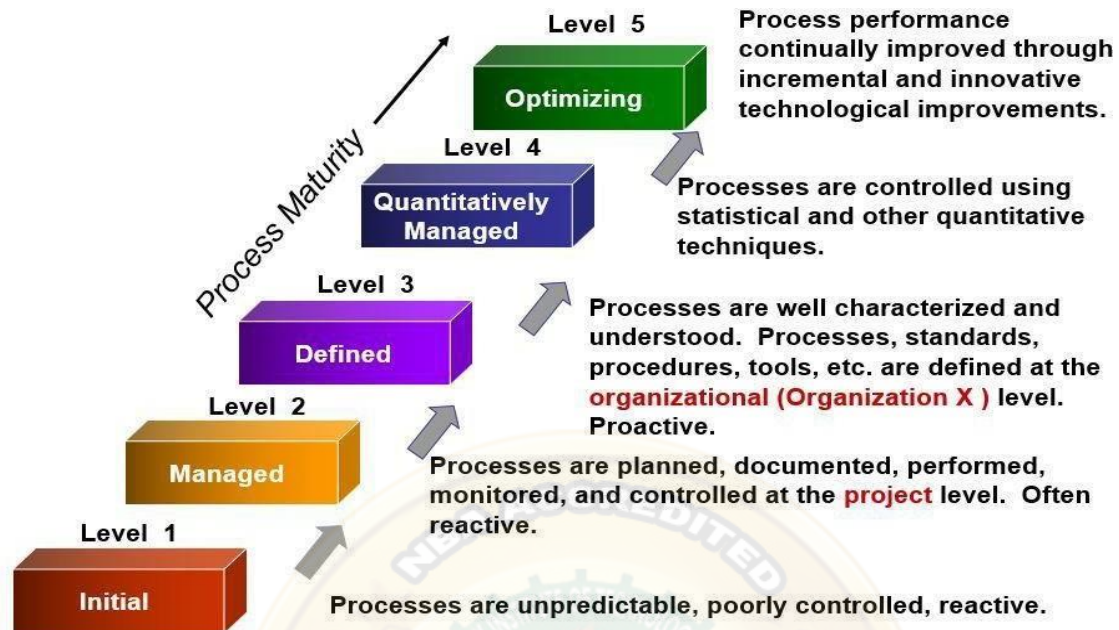 Level 5
Optimizing
Process performance
continually improved through
incremental and innovative
technological improvements.
Process Maturity
Level 4
Quantitatively
Managed
Processes are controlled using
statistical and other quantitative
techniques.
Level 3
Defined
Processes are well characterized and
understood. Processes, standards,
procedures, tools, etc. are defined at the
organizational (Organization X ) level.
Proactive.
Level 2
Managed
Processes are planned, documented, performed,
monitored, and controlled at the project level. Often
reactive.
Level 1
Initial
Processes are unpredictable, poorly controlled, reactive.
NBA ACCREDITED